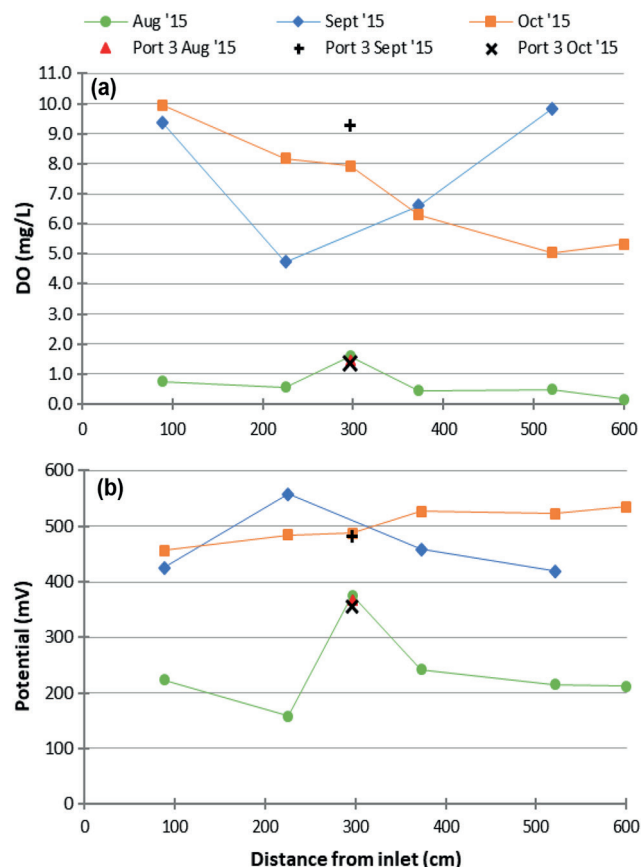 Aug '15 Sept '15 Oct '15
Port 3 Aug '15 Port 3 Sept '15 Port 3 Oct '15
(a)
11.0
10.0
9.0
8.0
7.0
6.0
5.0
4.0
3.0
2.0
1.0
0.0
DO (mg/L)
0 100 200 300 400 500 600
(b)
600
500
400
300
200
100
0
Potential (mV)
0 100 200 300 400 500 600
Distance from inlet (cm)